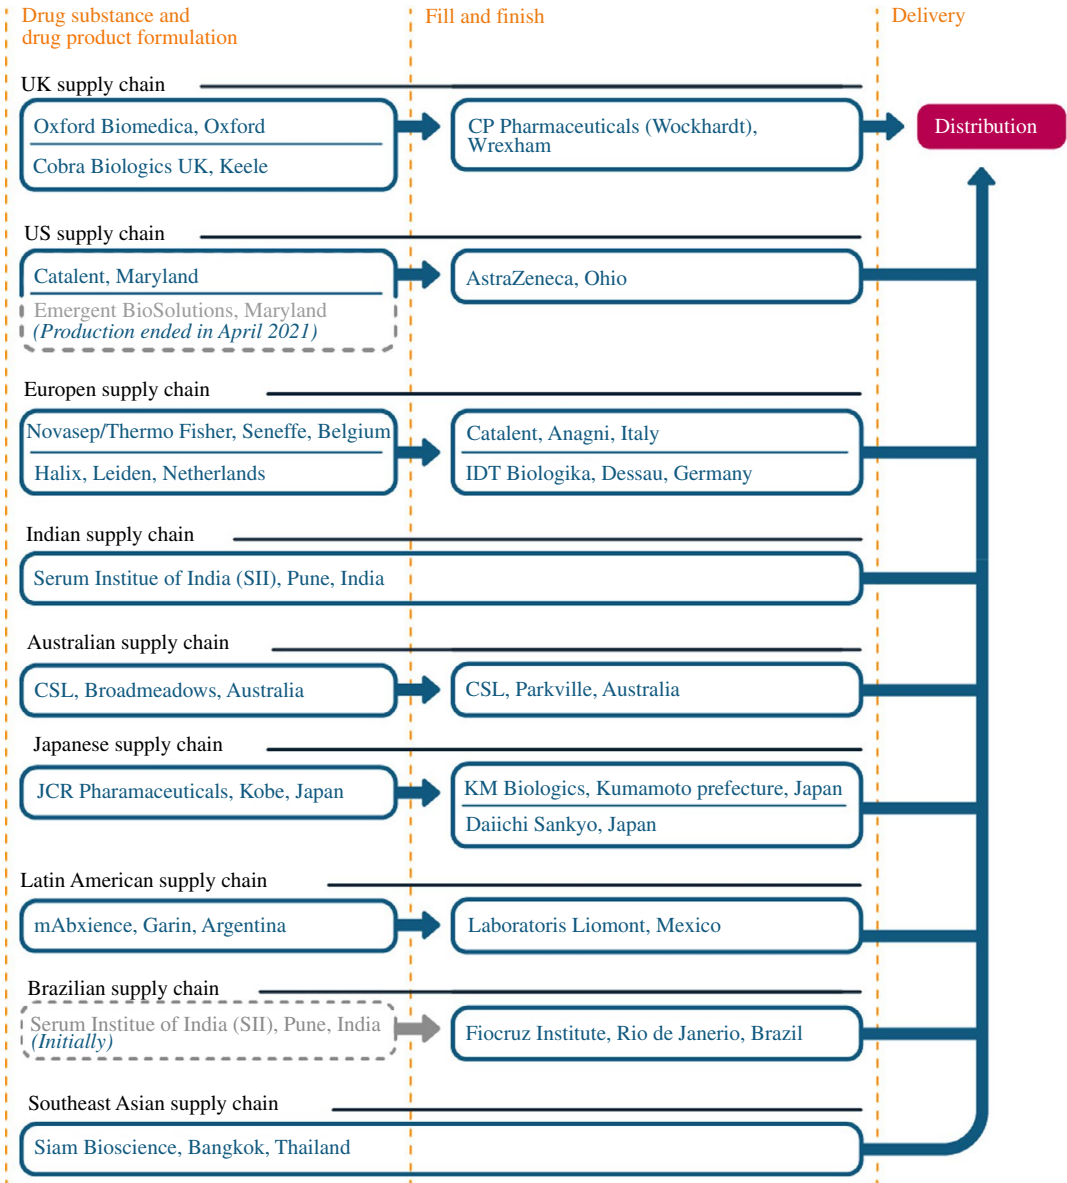 Drug substance and
drug product formulation
Fill and finish
Delivery
UK supply chain
Oxford Biomedica, Oxford
Cobra Biologics UK, Keele
CP Pharmaceuticals (Wockhardt),
Wrexham
Distribution
US supply chain
Catalent, Maryland
Emergent BioSolutions, Maryland
(Production ended in April 2021)
AstraZeneca, Ohio
Europen supply chain
Novasep/Thermo Fisher, Seneffe, Belgium
Halix, Leiden, Netherlands
Catalent, Anagni, Italy
IDT Biologika, Dessau, Germany
Indian supply chain
Serum Institue of India (SII), Pune, India
Australian supply chain
CSL, Broadmeadows, Australia
CSL, Parkville, Australia
Japanese supply chain
JCR Pharamaceuticals, Kobe, Japan
KM Biologics, Kumamoto prefecture, Japan
Daiichi Sankyo, Japan
Latin American supply chain
mAbxience, Garin, Argentina
Laboratoris Liomont, Mexico
Brazilian supply chain
Serum Institue of India (SII), Pune, India
(Initially)
Fiocruz Institute, Rio de Janerio, Brazil
Southeast Asian supply chain
Siam Bioscience, Bangkok, Thailand